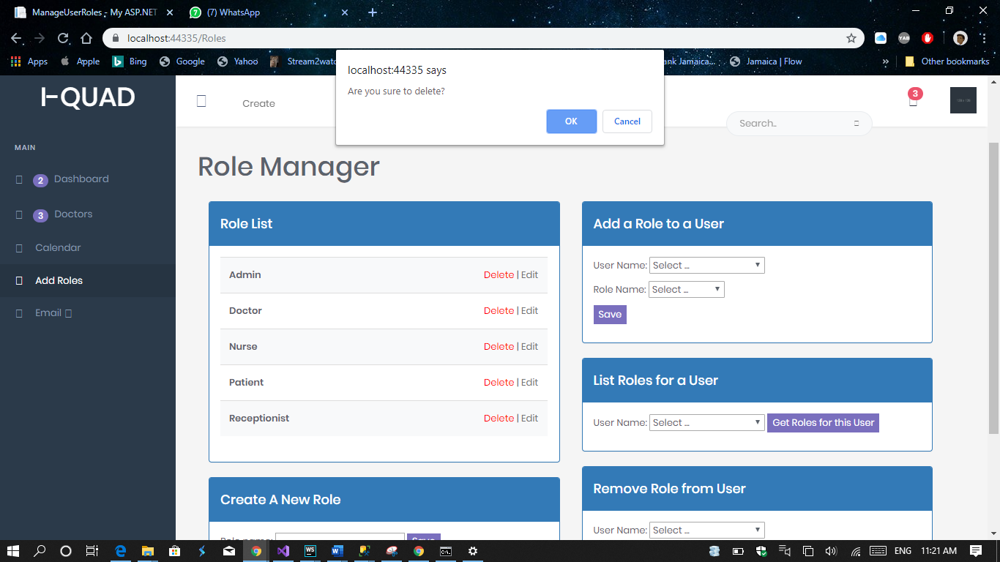 ManageUserRoles - My ASP.NET
(7) WhatsApp
localhost:44335/Roles
YAB
Apps
Apple
Bing
Google
Yahoo
Jamaica...
Jamaica | Flow
Other bookmarks
localhost:44335 says
Are you sure to delete?
OK
Cancel
QUAD
Create
3
Search..
MAIN
2 Dashboard
3 Doctors
Calendar
Add Roles
Email
Role Manager
Role List
Admin Delete | Edit
Doctor Delete | Edit
Nurse Delete | Edit
Patient Delete | Edit
Receptionist Delete | Edit
Create A New Role
Add a Role to a User
User Name: Select ...
Role Name: Select ...
Save
List Roles for a User
User Name: Select ... Get Roles for this User
Remove Role from User
User Name: Select ...
ENG 11:21 AM